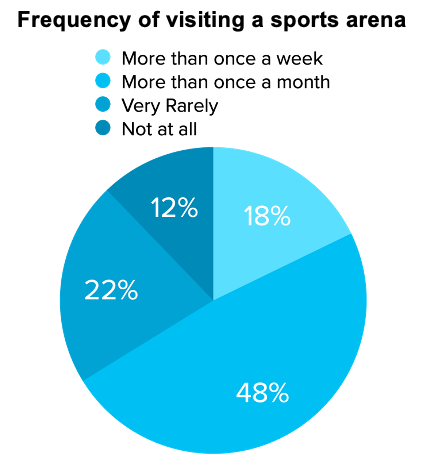 Frequency of visiting a sports arena
More than once a week
More than once a month
Very Rarely
Not at all
12%
18%
22%
48%